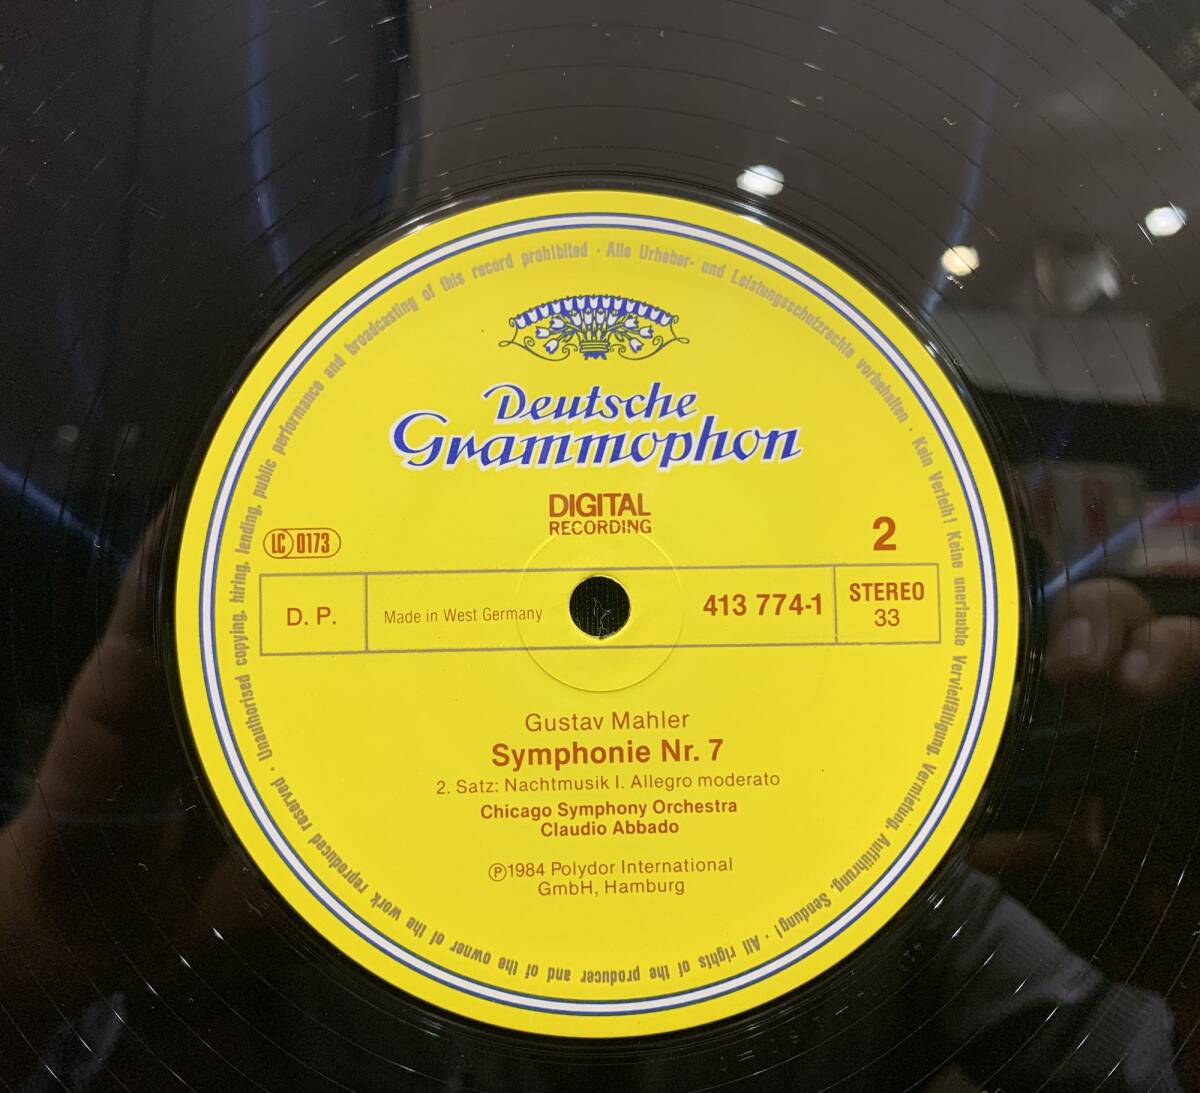 Unauthorised copying, hiring, lending, public performance and broadcasting of this record prohibited · Alle Urheber- und Leistungsschutzrechte vorbehalten · Kein Verleih! Keine unerlaubte Vervielfältigung, Vermietung, Aufführung, Sendung! · All rights of the producer and of the owner of the work reproduced reserved ·
Deutsche
Grammophon
DIGITAL
RECORDING
LC 0173
2
D. P.
Made in West Germany
413 774-1
STEREO
33
Gustav Mahler
Symphonie Nr. 7
2. Satz: Nachtmusik I. Allegro moderato
Chicago Symphony Orchestra
Claudio Abbado
℗1984 Polydor International
GmbH, Hamburg